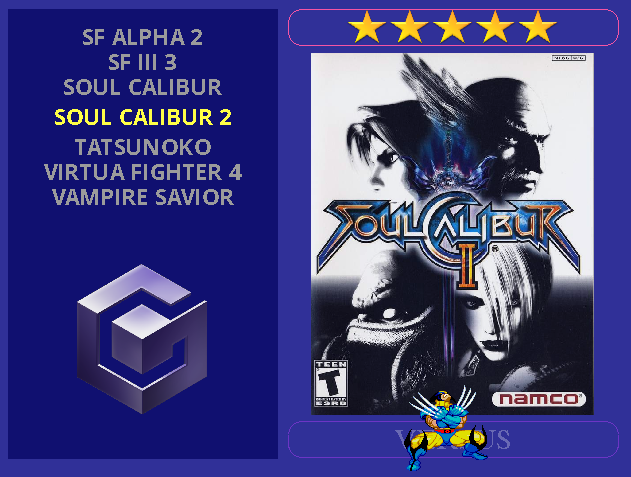 SF ALPHA 2
SF III 3
SOUL CALIBUR
SOUL CALIBUR 2
TATSUNOKO
VIRTUA FIGHTER 4
VAMPIRE SAVIOR
SOULCALIBUR
II
®
TEEN
T
ESRB
namco